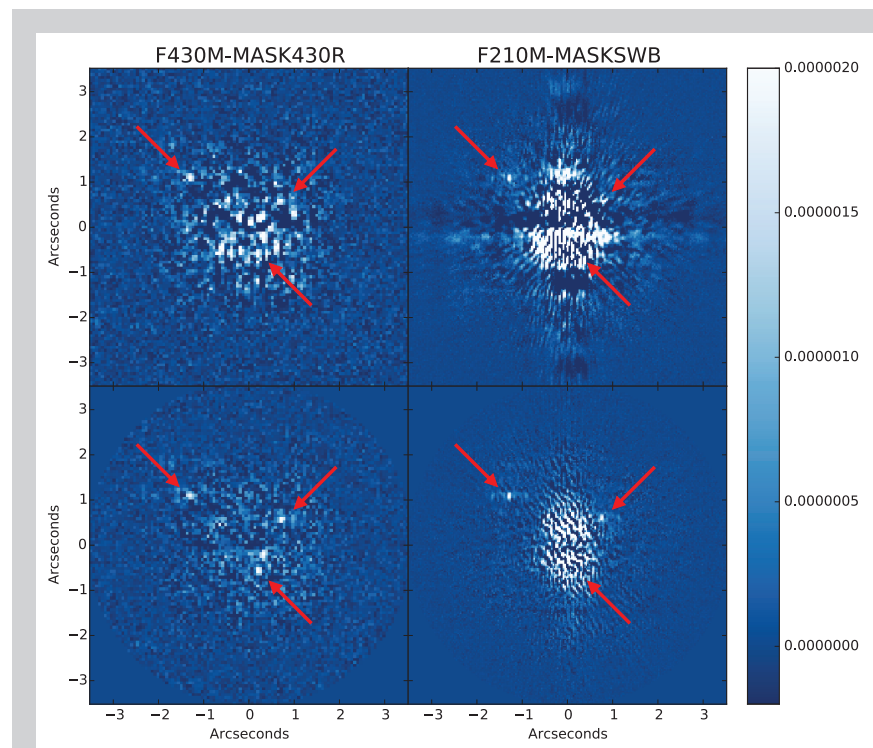 F430M-MASK430R
F210M-MASKSWB
Arcseconds
3
2
1
0
−1
−2
−3
Arcseconds
3
2
1
0
−1
−2
−3
−3 −2 −1 0 1 2 3
Arcseconds
−3 −2 −1 0 1 2 3
Arcseconds
0.0000020
0.0000015
0.0000010
0.0000005
0.0000000